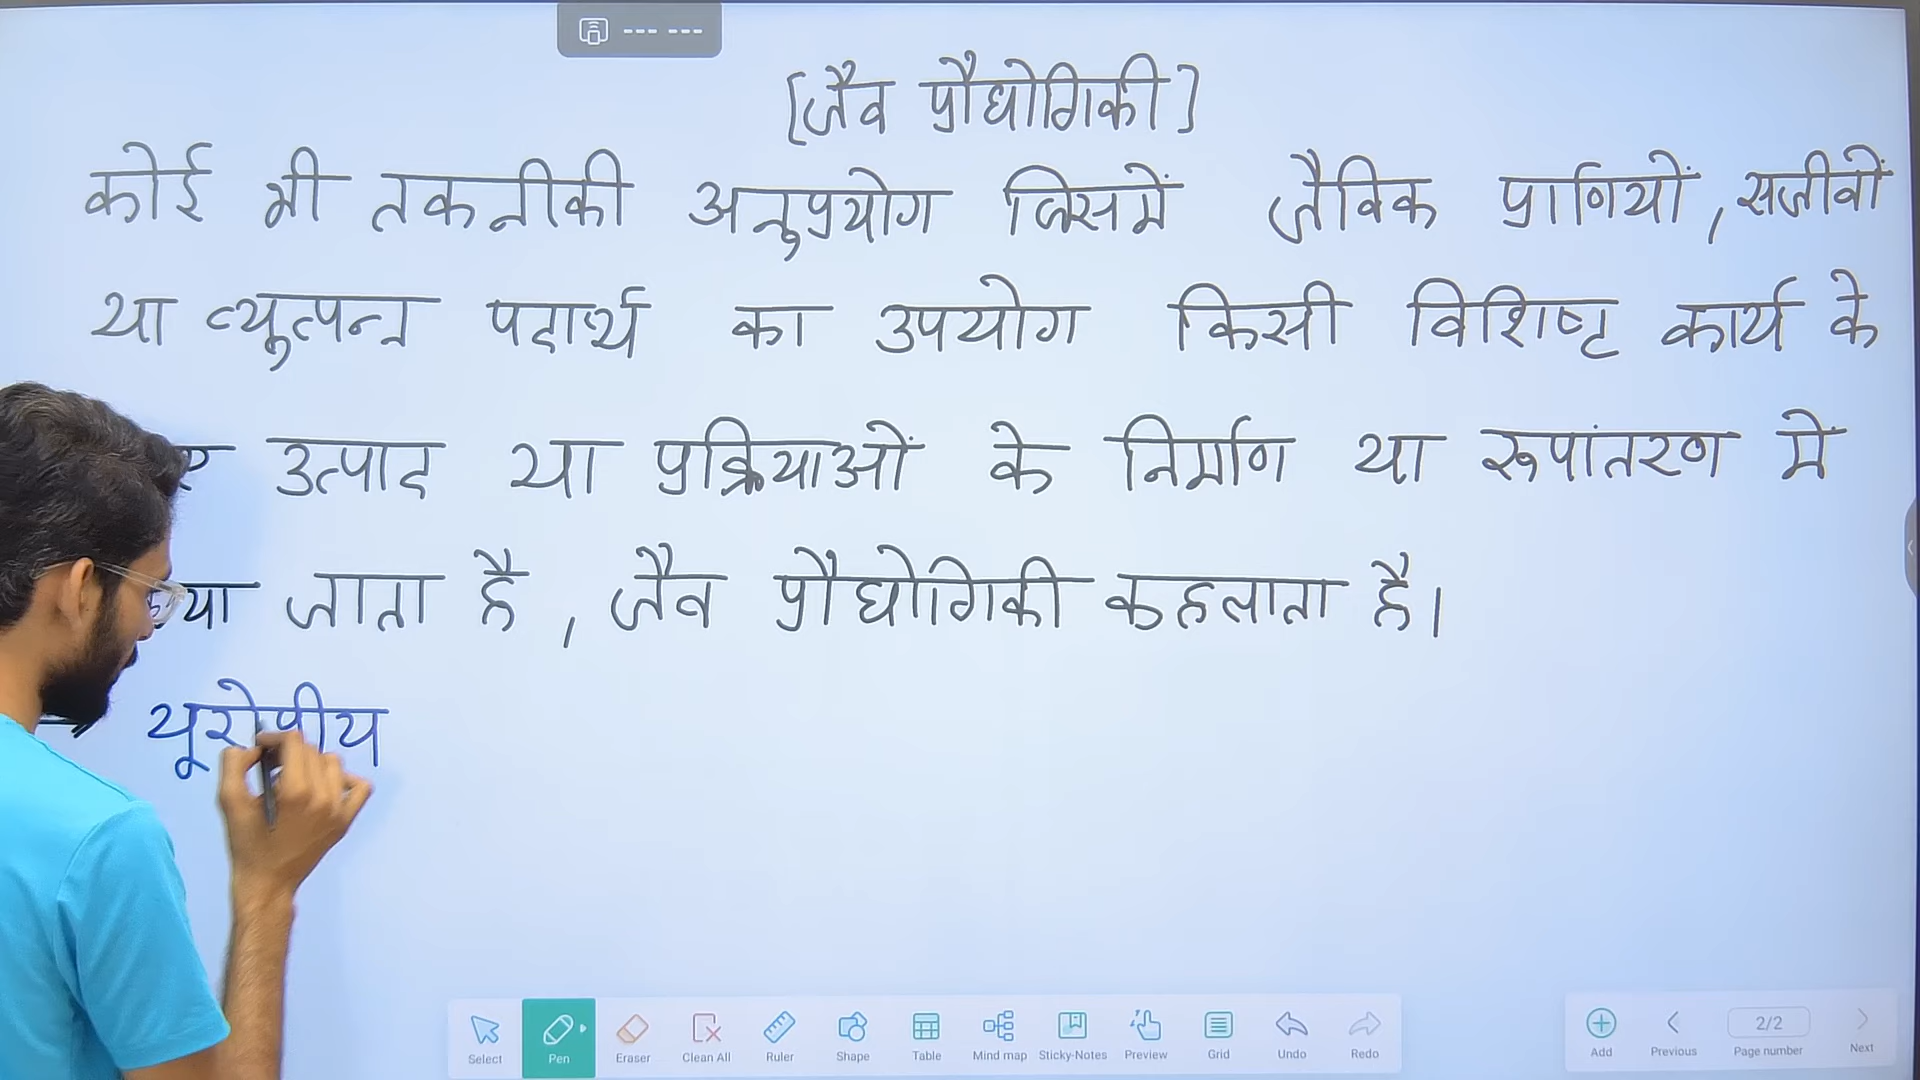 [जैव प्रौद्योगिकी]
कोई भी तकनीकी अनुप्रयोग जिसमें जैविक प्राणियों, सजीवों
या व्युत्पन्न पदार्थ का उपयोग किसी विशिष्ट कार्य के
उत्पाद या प्रक्रियाओं के निर्माण या रूपांतरण में
जाता है, जैव प्रौद्योगिकी कहलाता है।
→ यूरोपीय
Select Pen Eraser Clean All Ruler Shape Table Mind map Sticky-Notes Preview Grid Undo Redo
Add Previous 2/2 Page number Next